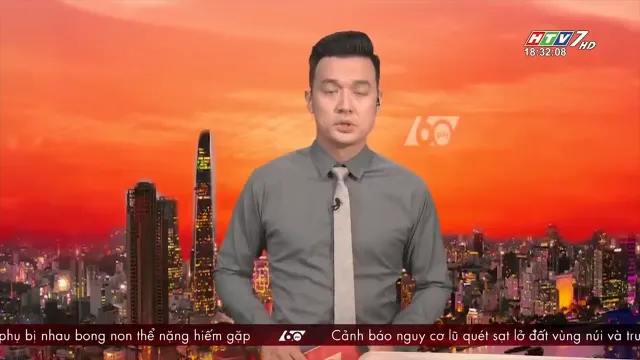 HTV7 HD
18:32:08
60
phụ bị nhau bong non thể nặng hiếm gặp 60 Cảnh báo nguy cơ lũ quét sạt lở đất vùng núi và tru